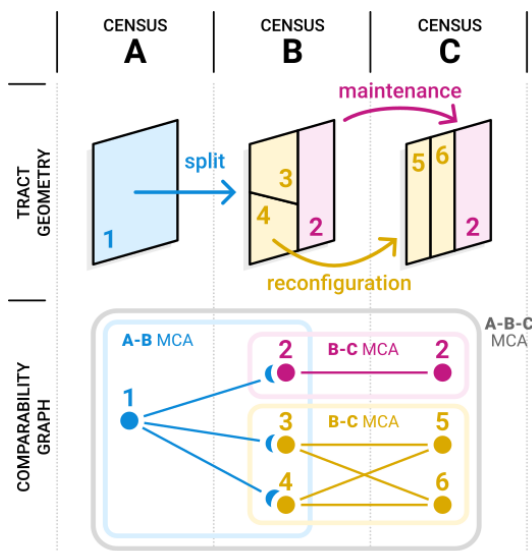 CENSUS
A
CENSUS
B
CENSUS
C
TRACT
GEOMETRY
maintenance
split
1
3
4
2
5
6
2
reconfiguration
COMPARABILITY
GRAPH
A-B-C
MCA
A-B MCA
B-C MCA
2
2
1
B-C MCA
3
5
4
6